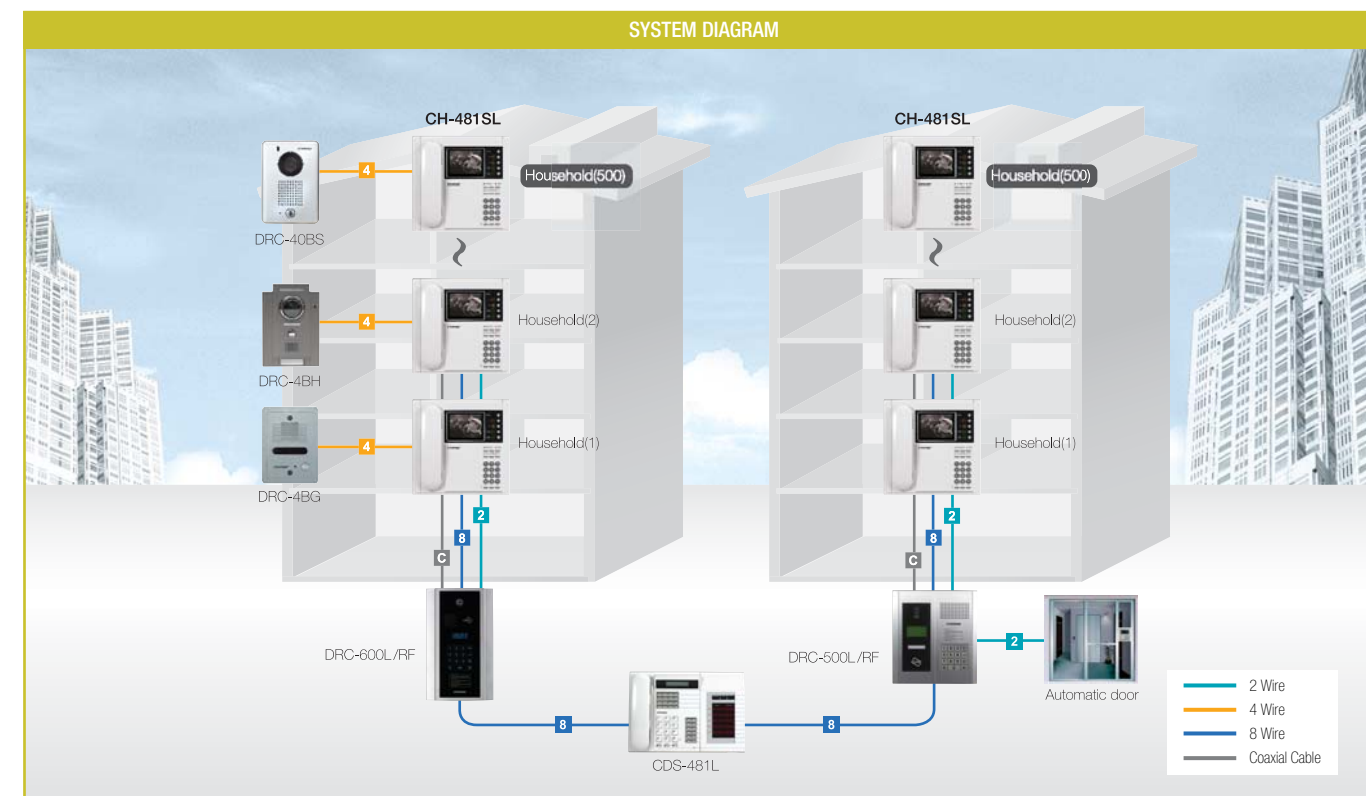 SYSTEM DIAGRAM
CH-481SL
CH-481SL
4
Household(500)
Household(500)
DRC-40BS
4
Household(2)
Household(2)
DRC-4BH
4
Household(1)
Household(1)
DRC-4BG
2
2
8
8
C
C
DRC-600L/RF
DRC-500L/RF
2
Automatic door
8
8
CDS-481L
2 Wire
4 Wire
8 Wire
Coaxial Cable